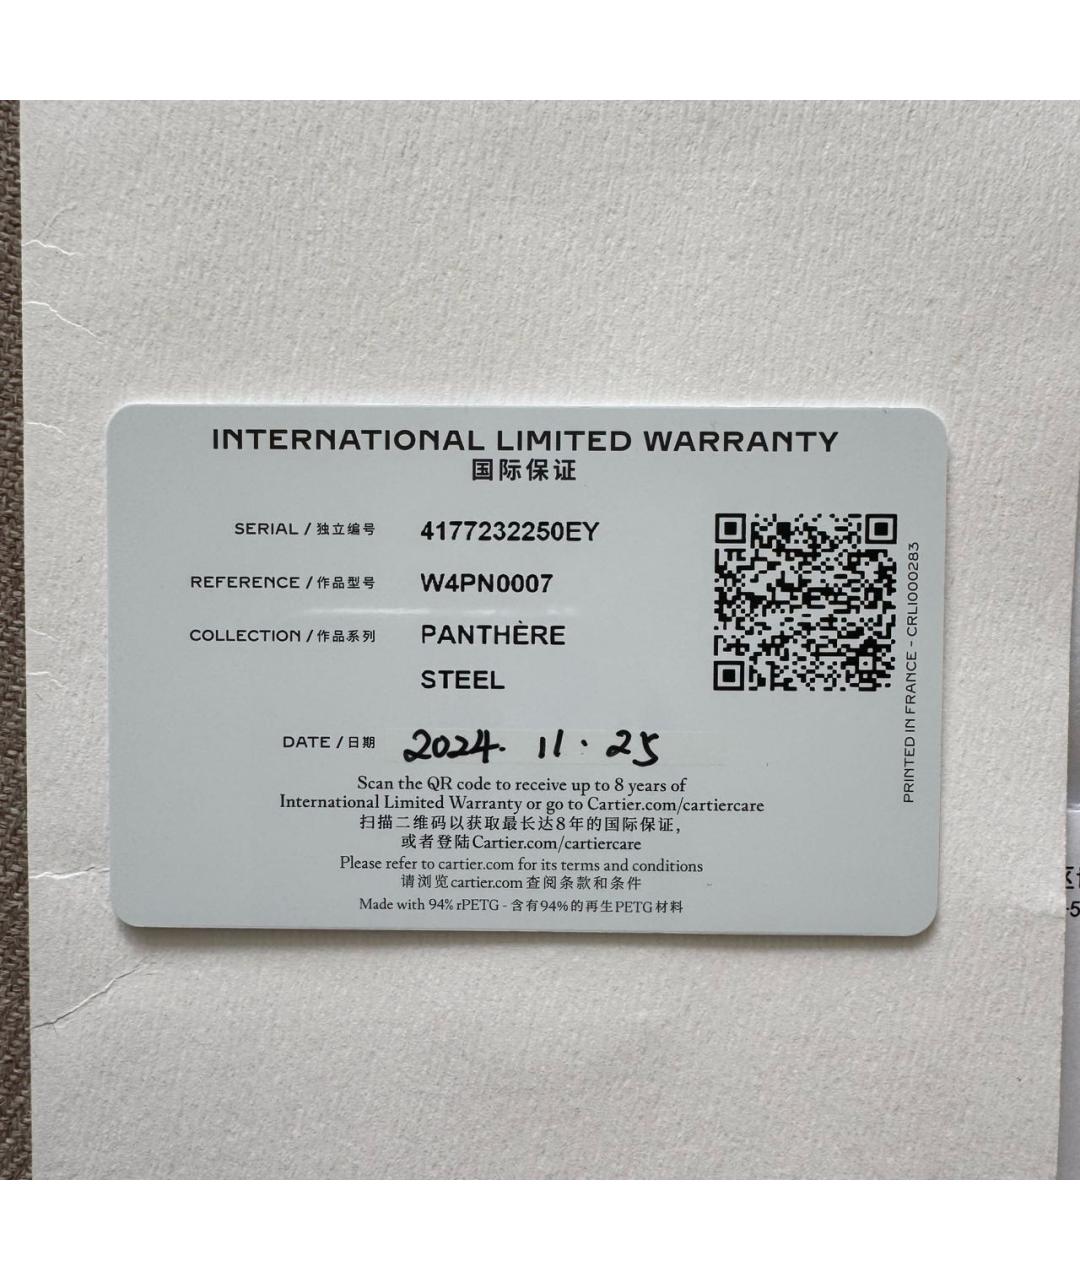 INTERNATIONAL LIMITED WARRANTY
国际保证
SERIAL / 独立编号 4177232250EY
REFERENCE / 作品型号 W4PN0007
COLLECTION / 作品系列 PANTHÈRE
STEEL
DATE / 日期 2024. 11 . 25
Scan the QR code to receive up to 8 years of
International Limited Warranty or go to Cartier.com/cartiercare
扫描二维码以获取最长达8年的国际保证，
或者登陆Cartier.com/cartiercare
Please refer to cartier.com for its terms and conditions
请浏览cartier.com 查阅条款和条件
Made with 94% rPETG - 含有94%的再生PETG材料
PRINTED IN FRANCE - CRLI000283